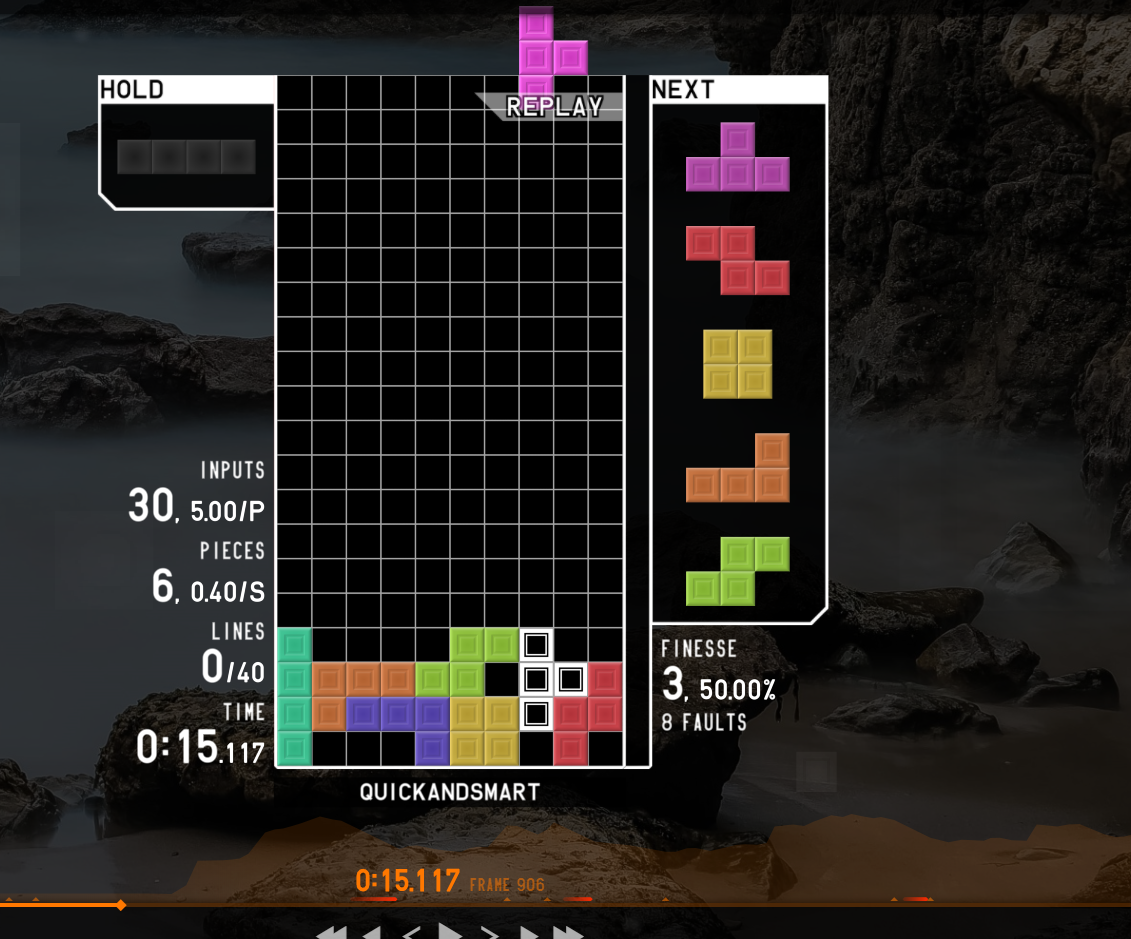 HOLD
REPLAY
NEXT
INPUTS
30, 5.00/P
PIECES
6, 0.40/S
LINES
0/40
TIME
0:15.117
FINESSE
3, 50.00%
8 FAULTS
QUICKANDSMART
0:15.117 FRAME 906